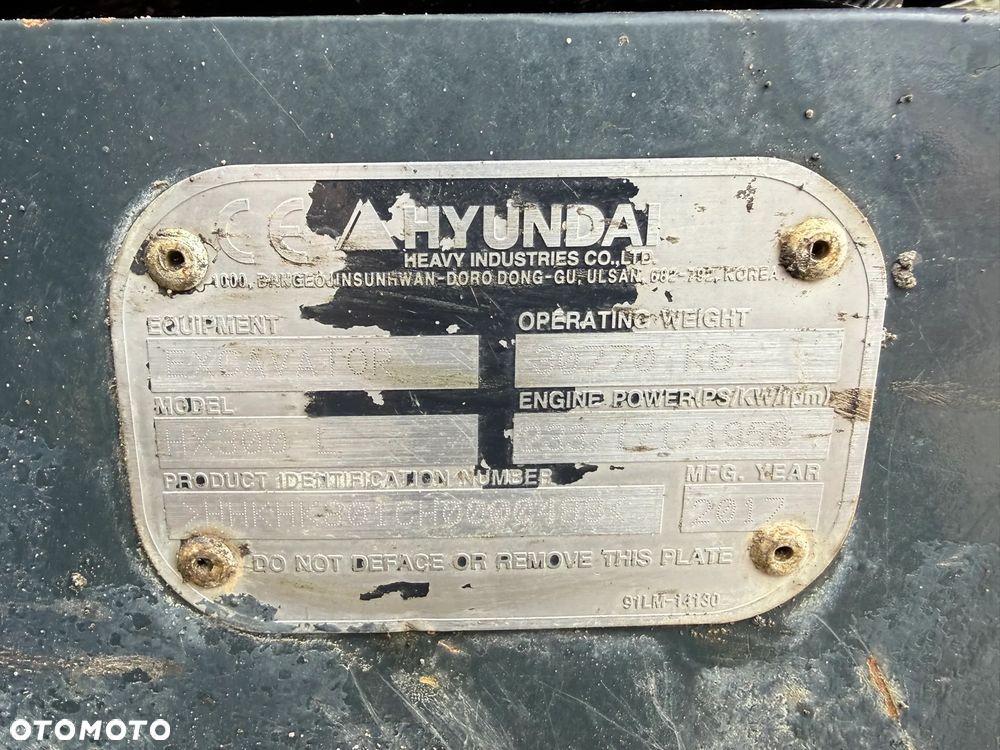 CE HYUNDAI
HEAVY INDUSTRIES CO.,LTD.
1000, BANGEOJINSUNHWAN-DORO DONG-GU, ULSAN, 682-792, KOREA
EQUIPMENT
OPERATING WEIGHT
EXCAVATOR
KG
MODEL
ENGINE POWER(PS/KW/rpm)
HX300 L
PRODUCT IDENTIFICATION NUMBER
MFG. YEAR
2017
DO NOT DEFACE OR REMOVE THIS PLATE
91LM-14130
OTOMOTO